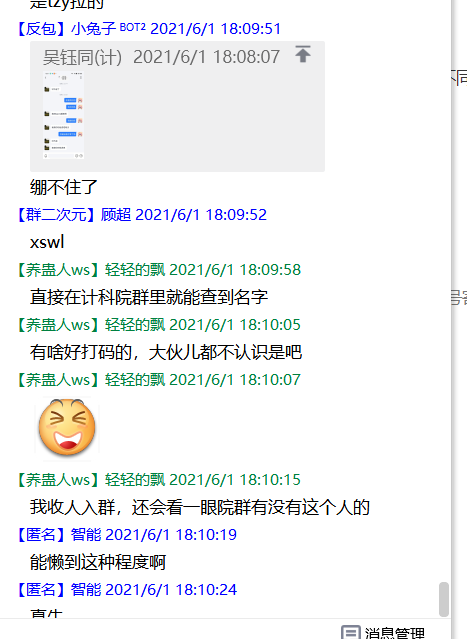 是tzy拉的
【反包】小兔子 BOT² 2021/6/1 18:09:51
吴钰同(计) 2021/6/1 18:08:07
绷不住了
【群二次元】顾超 2021/6/1 18:09:52
xswl
【养蛊人ws】轻轻的飘 2021/6/1 18:09:58
直接在计科院群里就能查到名字
【养蛊人ws】轻轻的飘 2021/6/1 18:10:05
有啥好打码的，大伙儿都不认识是吧
【养蛊人ws】轻轻的飘 2021/6/1 18:10:07
【养蛊人ws】轻轻的飘 2021/6/1 18:10:15
我收人入群，还会看一眼院群有没有这个人的
【匿名】智能 2021/6/1 18:10:19
能懒到这种程度啊
【匿名】智能 2021/6/1 18:10:24
真牛
消息管理